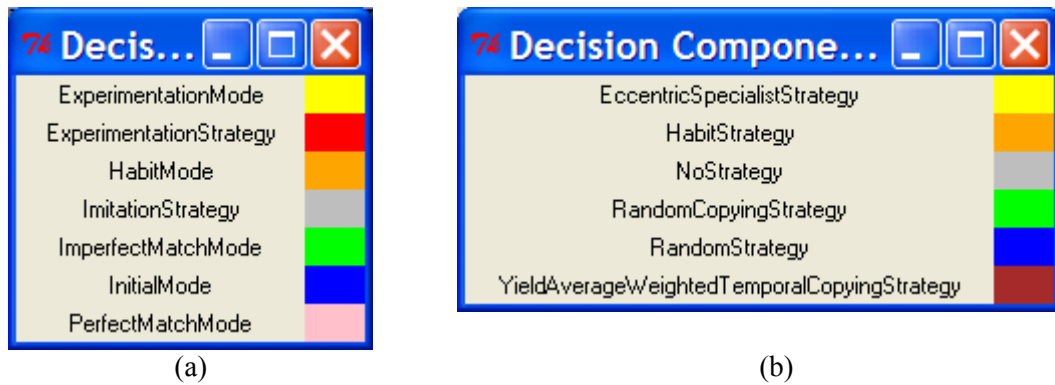 Decis...
ExperimentationMode
ExperimentationStrategy
HabitMode
ImitationStrategy
ImperfectMatchMode
InitialMode
PerfectMatchMode
(a)
Decision Compone...
EccentricSpecialistStrategy
HabitStrategy
NoStrategy
RandomCopyingStrategy
RandomStrategy
YieldAverageWeightedTemporalCopyingStrategy
(b)